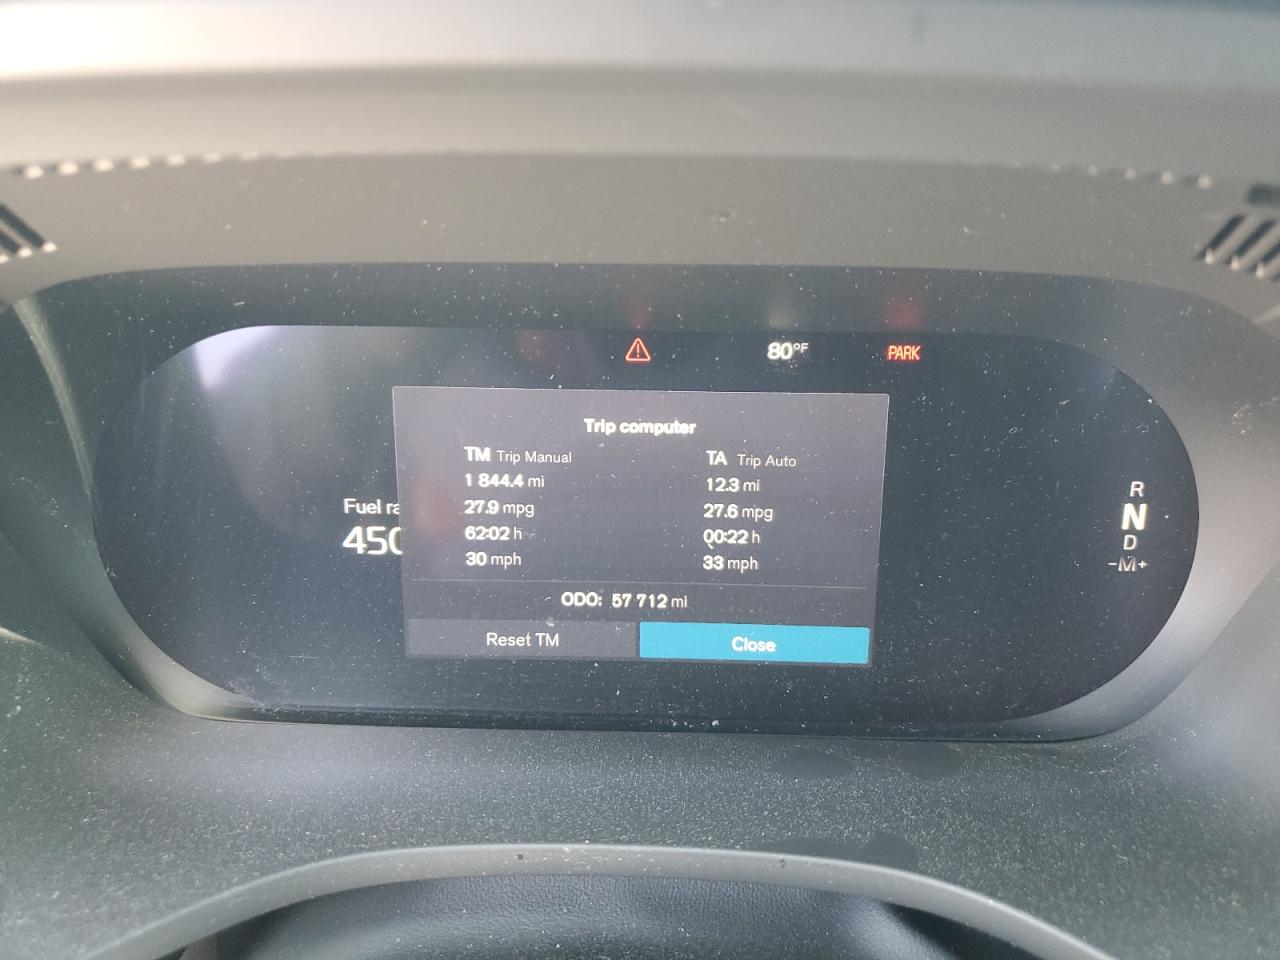 80°F
PARK
Trip computer
TM Trip Manual
1 844.4 mi
27.9 mpg
62:02 h
30 mph
TA Trip Auto
12.3 mi
27.6 mpg
00:22 h
33 mph
ODO: 57 712 mi
Reset TM
Close
Fuel ra
450
R
N
D
-M+